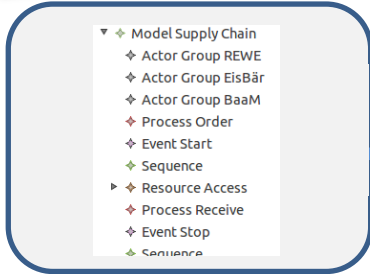 Model Supply Chain
Actor Group REWE
Actor Group EisBär
Actor Group BaaM
Process Order
Event Start
Sequence
Resource Access
Process Receive
Event Stop
Sequence